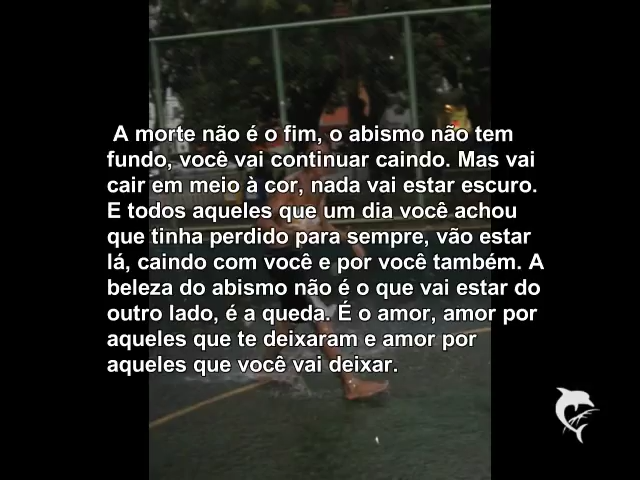 A morte não é o fim, o abismo não tem
fundo, você vai continuar caindo. Mas vai
cair em meio à cor, nada vai estar escuro.
E todos aqueles que um dia você achou
que tinha perdido para sempre, vão estar
lá, caindo com você e por você também. A
beleza do abismo não é o que vai estar do
outro lado, é a queda. É o amor, amor por
aqueles que te deixaram e amor por
aqueles que você vai deixar.